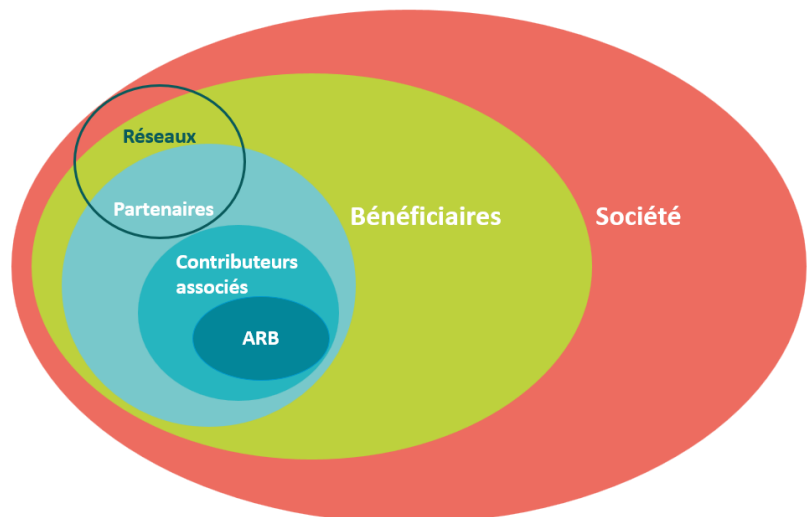 Réseaux
Partenaires
Bénéficiaires
Société
Contributeurs
associés
ARB